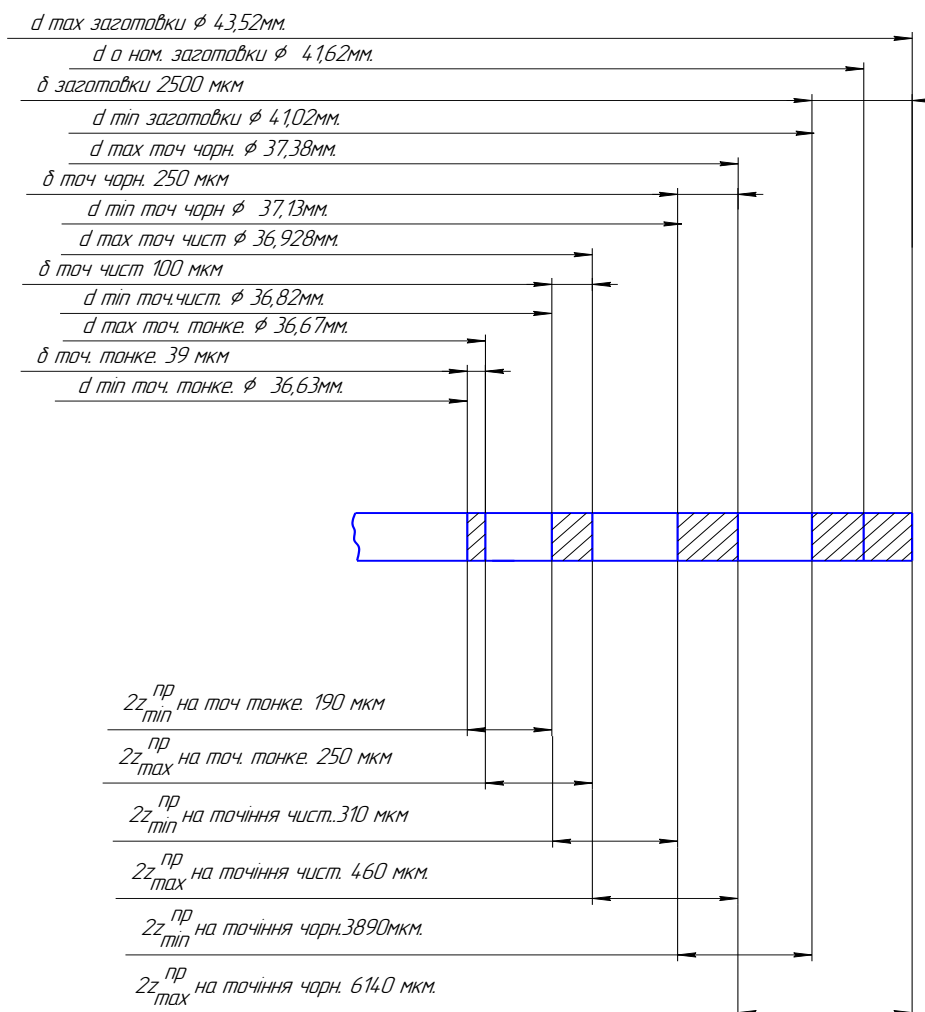 d max заготовки ϕ 43,52мм.
d о ном. заготовки ϕ 41,62мм.
δ заготовки 2500 мкм
d min заготовки ϕ 41,02мм.
d max точ чорн. ϕ 37,38мм.
δ точ чорн. 250 мкм
d min точ чорн ϕ 37,13мм.
d max точ чист ϕ 36,928мм.
δ точ чист 100 мкм
d min точ.чист. ϕ 36,82мм.
d max точ. тонке. ϕ 36,67мм.
δ точ. тонке. 39 мкм
d min точ. тонке. ϕ 36,63мм.
2z пр min на точ тонке. 190 мкм
2z пр max на точ. тонке. 250 мкм
2z пр min на точіння чист..310 мкм
2z пр max на точіння чист. 460 мкм.
2z пр min на точіння чорн.3890мкм.
2z пр max на точіння чорн. 6140 мкм.